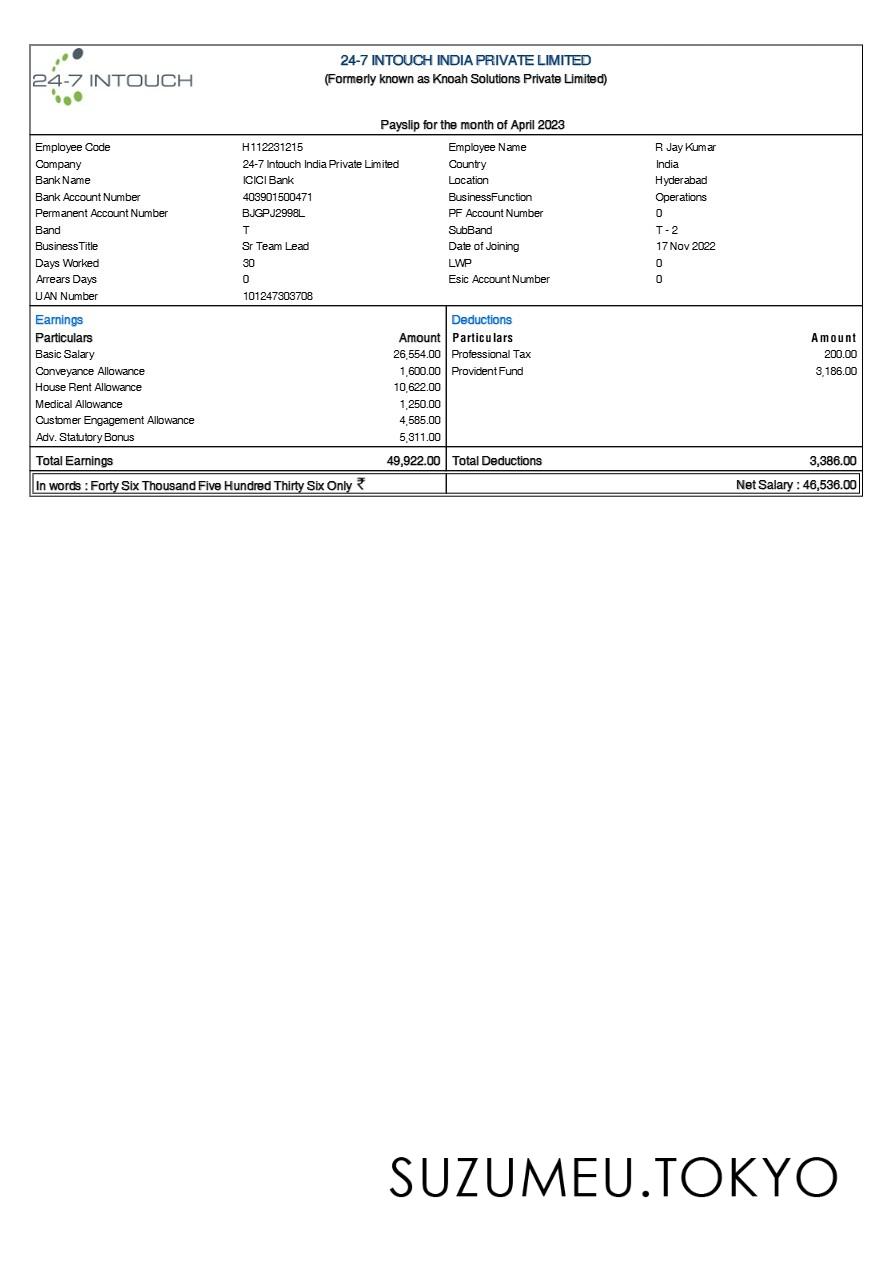 24-7 INTOUCH
24-7 INTOUCH INDIA PRIVATE LIMITED
(Formerly known as Knoah Solutions Private Limited)
Payslip for the month of April 2023
Employee Code H112231215 Employee Name R Jay Kumar
Company 24-7 Intouch India Private Limited Country India
Bank Name ICICI Bank Location Hyderabad
Bank Account Number 403901500471 BusinessFunction Operations
Permanent Account Number BJGPJ2998L PF Account Number 0
Band T SubBand T - 2
BusinessTitle Sr Team Lead Date of Joining 17 Nov 2022
Days Worked 30 LWP 0
Arrears Days 0 Esic Account Number 0
UAN Number 101247303708
Earnings Deductions
Particulars Amount Particulars Amount
Basic Salary 26,554.00 Professional Tax 200.00
Conveyance Allowance 1,600.00 Provident Fund 3,186.00
House Rent Allowance 10,622.00
Medical Allowance 1,250.00
Customer Engagement Allowance 4,585.00
Adv. Statutory Bonus 5,311.00
Total Earnings 49,922.00 Total Deductions 3,386.00
In words : Forty Six Thousand Five Hundred Thirty Six Only ₹ Net Salary : 46,536.00
SUZUMEU.TOKYO